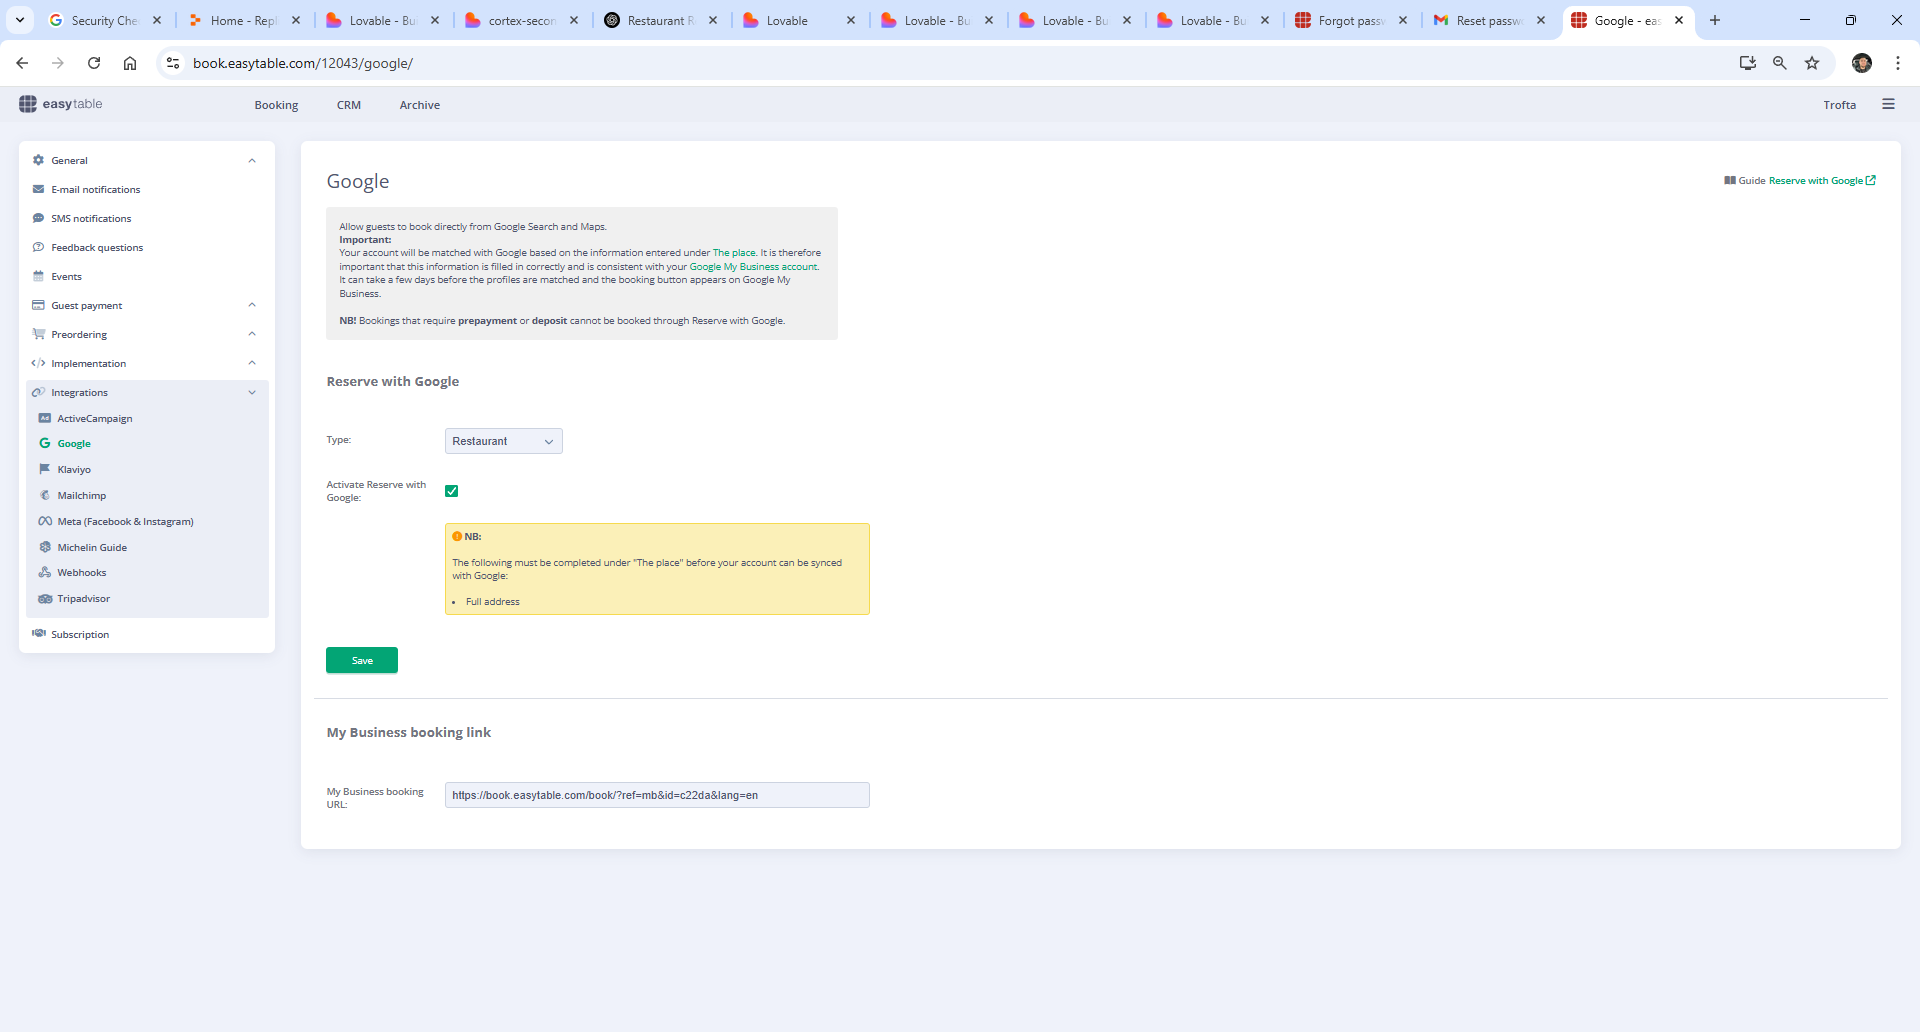 Security Che
Home - Repl
Lovable - Bu
cortex-secon
Restaurant R
Lovable
Lovable - Bu
Lovable - Bu
Lovable - Bu
Forgot passw
Reset passw
Google - eas
book.easytable.com/12043/google/
easytable
Booking
CRM
Archive
Trofta
General
E-mail notifications
SMS notifications
Feedback questions
Events
Guest payment
Preordering
Implementation
Integrations
ActiveCampaign
Google
Klaviyo
Mailchimp
Meta (Facebook & Instagram)
Michelin Guide
Webhooks
Tripadvisor
Subscription
Google
Guide Reserve with Google
Allow guests to book directly from Google Search and Maps.
Important:
Your account will be matched with Google based on the information entered under The place. It is therefore
important that this information is filled in correctly and is consistent with your Google My Business account.
It can take a few days before the profiles are matched and the booking button appears on Google My
Business.
NB! Bookings that require prepayment or deposit cannot be booked through Reserve with Google.
Reserve with Google
Type:
Restaurant
Activate Reserve with
Google:
NB:
The following must be completed under "The place" before your account can be synced
with Google:
• Full address
Save
My Business booking link
My Business booking
URL:
https://book.easytable.com/book/?ref=mb&id=c22da&lang=en